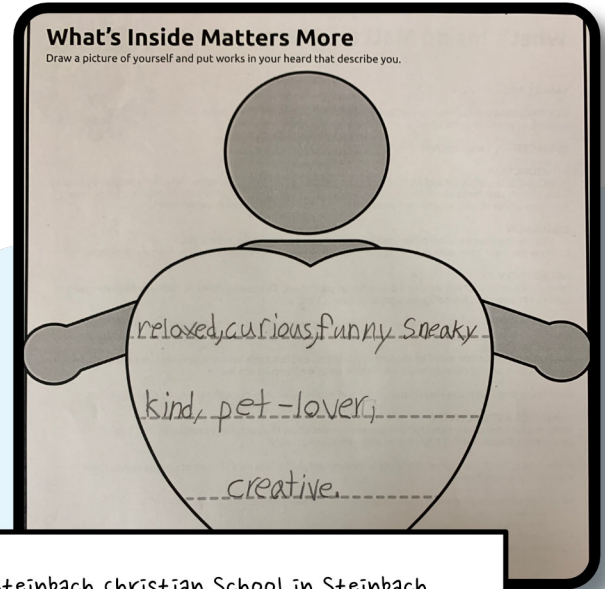 What's Inside Matters More
Draw a picture of yourself and put works in your heard that describe you.
relaxed, curious, funny Sneaky
kind, pet-lover,
creative.
Steinbach Christian School in Steinbach